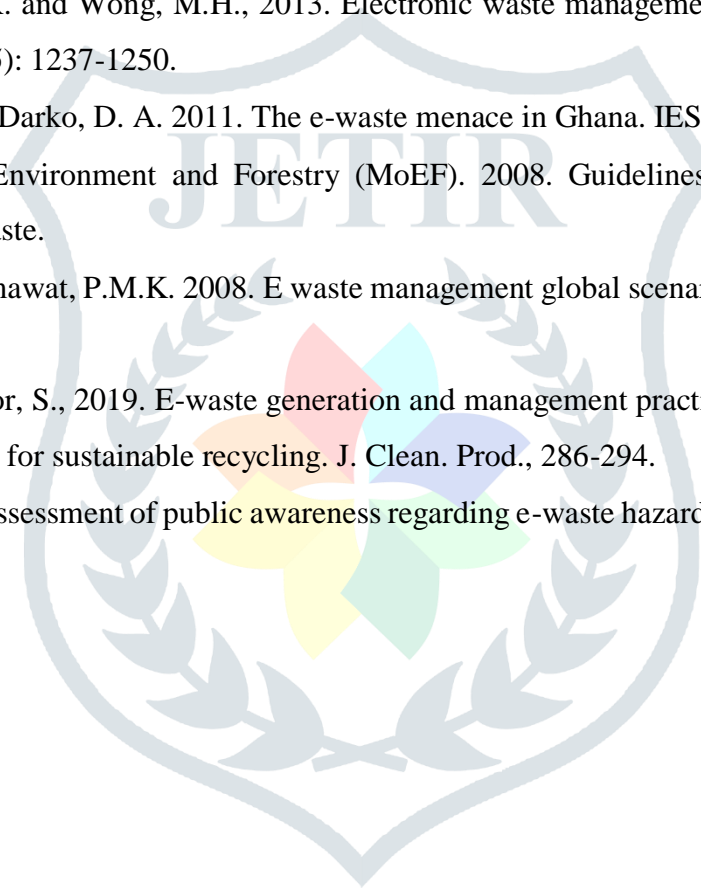 . and Wong, M.H., 2013. Electronic waste manageme
): 1237-1250.
Darko, D. A. 2011. The e-waste menace in Ghana. IES
JETIR
Environment and Forestry (MoEF). 2008. Guidelines
ste.
nawat, P.M.K. 2008. E waste management global scenar
or, S., 2019. E-waste generation and management practi
for sustainable recycling. J. Clean. Prod., 286-294.
ssessment of public awareness regarding e-waste hazard